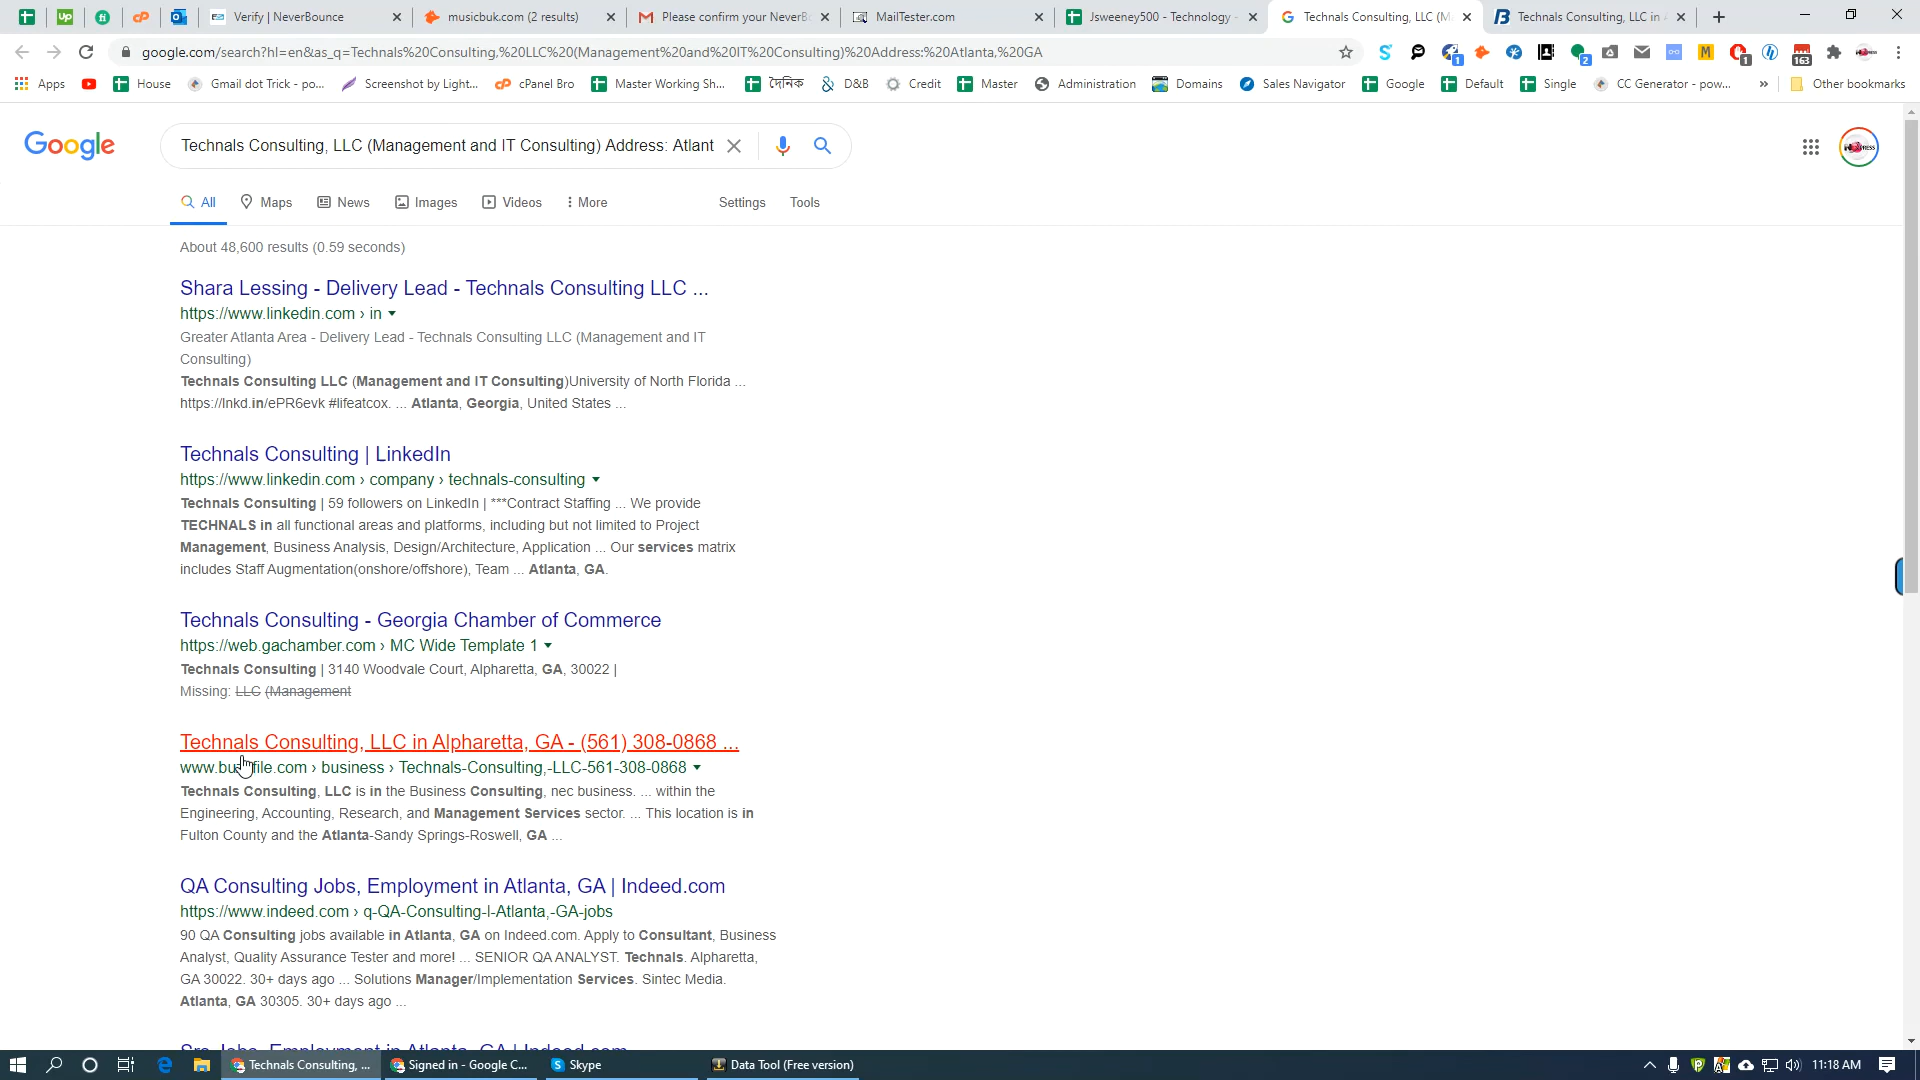 Verify | NeverBounce
musicbuk.com (2 results)
Please confirm your NeverB
MailTester.com
Jsweeney500 - Technology -
Technals Consulting, LLC (M
Technals Consulting, LLC in A
google.com/search?hl=en&as_q=Technals%20Consulting,%20LLC%20(Management%20and%20IT%20Consulting)%20Address:%20Atlanta,%20GA
Apps House Gmail dot Trick - po... Screenshot by Light... cPanel Bro Master Working Sh... দৈনিক D&B Credit Master Administration Domains Sales Navigator Google Default Single CC Generator - pow... » Other bookmarks
Google
Technals Consulting, LLC (Management and IT Consulting) Address: Atlant
All Maps News Images Videos More Settings Tools
About 48,600 results (0.59 seconds)
Shara Lessing - Delivery Lead - Technals Consulting LLC ...
https://www.linkedin.com › in
Greater Atlanta Area - Delivery Lead - Technals Consulting LLC (Management and IT
Consulting)
Technals Consulting LLC (Management and IT Consulting)University of North Florida ...
https://lnkd.in/ePR6evk #lifeatcox. ... Atlanta, Georgia, United States ...
Technals Consulting | LinkedIn
https://www.linkedin.com › company › technals-consulting
Technals Consulting | 59 followers on LinkedIn | ***Contract Staffing ... We provide
TECHNALS in all functional areas and platforms, including but not limited to Project
Management, Business Analysis, Design/Architecture, Application ... Our services matrix
includes Staff Augmentation(onshore/offshore), Team ... Atlanta, GA.
Technals Consulting - Georgia Chamber of Commerce
https://web.gachamber.com › MC Wide Template 1
Technals Consulting | 3140 Woodvale Court, Alpharetta, GA, 30022 |
Missing: LLC (Management
Technals Consulting, LLC in Alpharetta, GA - (561) 308-0868 ...
› business › Technals-Consulting,-LLC-561-308-0868
Technals Consulting, LLC is in the Business Consulting, nec business. ... within the
Engineering, Accounting, Research, and Management Services sector. ... This location is in
Fulton County and the Atlanta-Sandy Springs-Roswell, GA ...
QA Consulting Jobs, Employment in Atlanta, GA | Indeed.com
https://www.indeed.com › q-QA-Consulting-l-Atlanta,-GA-jobs
90 QA Consulting jobs available in Atlanta, GA on Indeed.com. Apply to Consultant, Business
Analyst, Quality Assurance Tester and more! ... SENIOR QA ANALYST. Technals. Alpharetta,
GA 30022. 30+ days ago ... Solutions Manager/Implementation Services. Sintec Media.
Atlanta, GA 30305. 30+ days ago ...
Technals Consulting, ... Signed in - Google C... Skype Data Tool (Free version) 11:18 AM